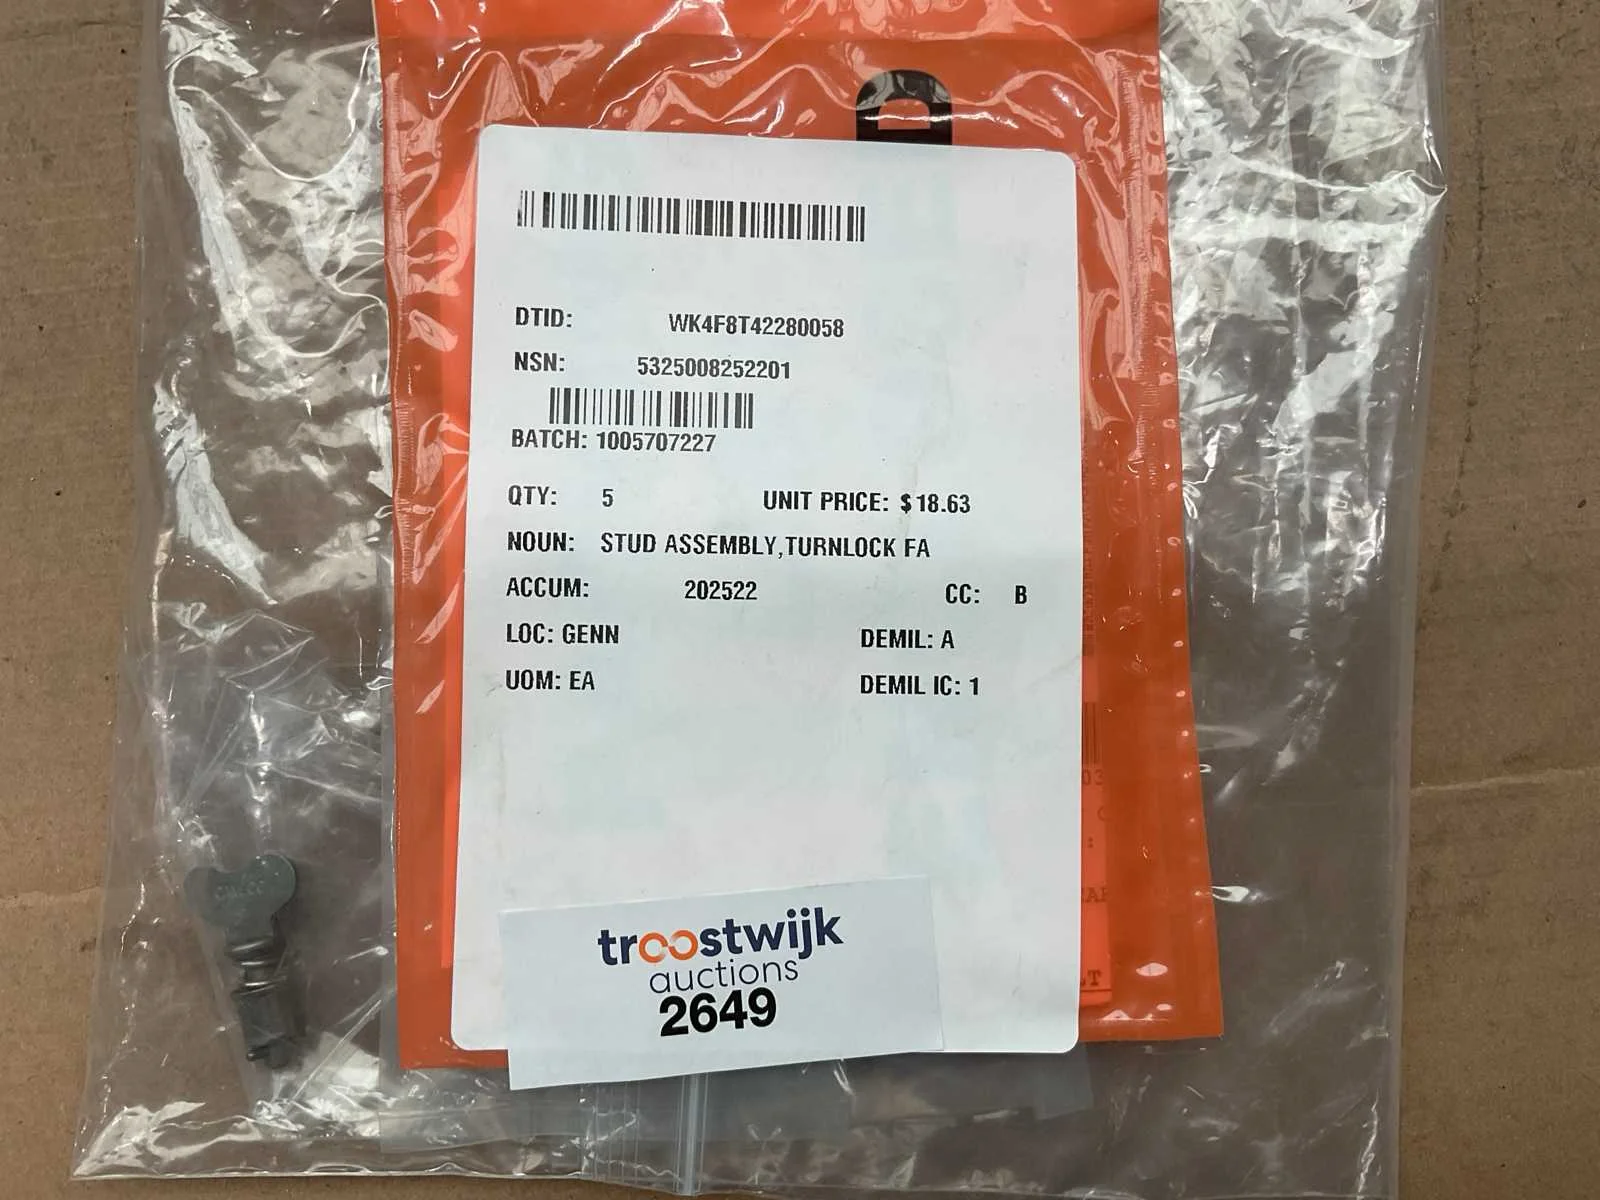 D
DTID: WK4F8T42280058
NSN: 5325008252201
BATCH: 1005707227
QTY: 5 UNIT PRICE: $18.63
NOUN: STUD ASSEMBLY,TURNLOCK FA
ACCUM: 202522 CC: B
LOC: GENN DEMIL: A
UOM: EA DEMIL IC: 1
troostwijk
auctions
2649